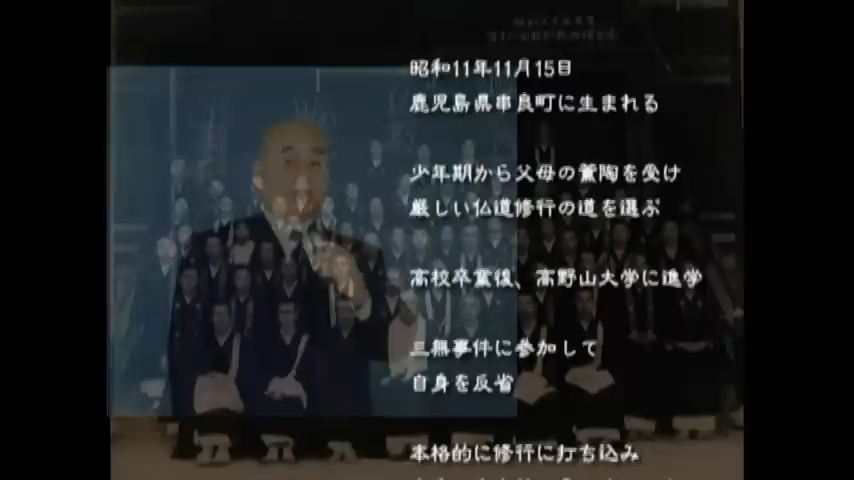 昭和11年11月15日
鹿児島県串良町に生まれる
少年期から父母の薫陶を受け
厳しい仏道修行の道を選ぶ
高校卒業後、高野山大学に進学
三無事件に参加して
自身を反省
本格的に修行に打ち込み